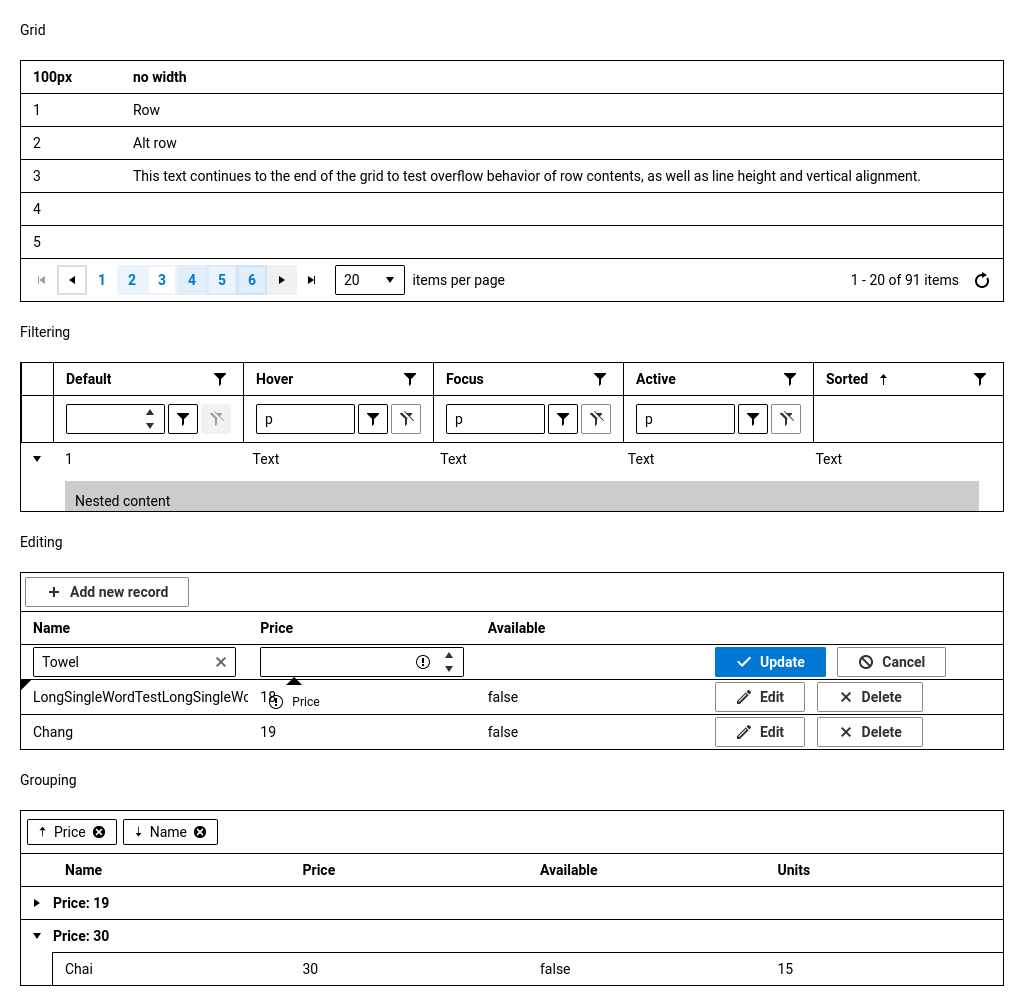 Grid
100px no width
1 Row
2 Alt row
3 This text continues to the end of the grid to test overflow behavior of row contents, as well as line height and vertical alignment.
4
5
1 2 3 4 5 6 20 items per page 1 - 20 of 91 items
Filtering
Default Hover Focus Active Sorted
p p p
1 Text Text Text Text
Nested content
Editing
Add new record
Name Price Available
Towel Update Cancel
LongSingleWordTestLongSingleWo 18 false Edit Delete
Price
Chang 19 false Edit Delete
Grouping
Price Name
Name Price Available Units
Price: 19
Price: 30
Chai 30 false 15